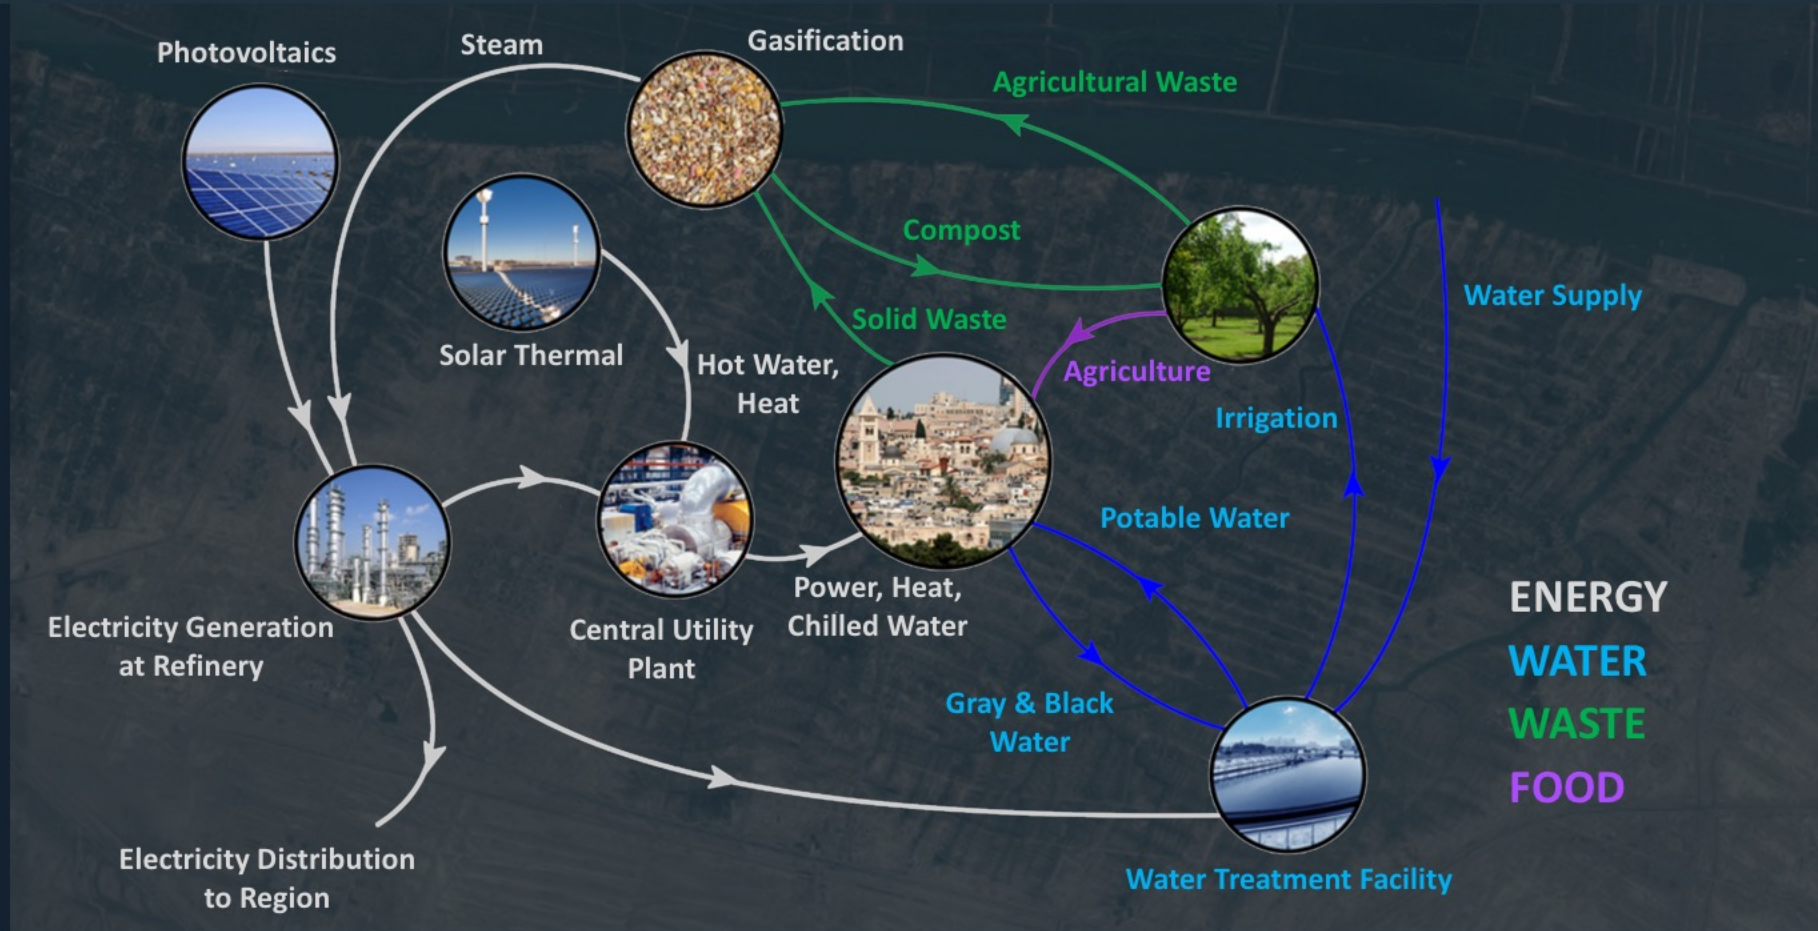 Photovoltaics
Steam
Gasification
Agricultural Waste
Compost
Solid Waste
Water Supply
Solar Thermal
Hot Water,
Heat
Agriculture
Irrigation
Potable Water
Power, Heat,
Chilled Water
Electricity Generation
at Refinery
Central Utility
Plant
Gray & Black
Water
Electricity Distribution
to Region
Water Treatment Facility
ENERGY
WATER
WASTE
FOOD